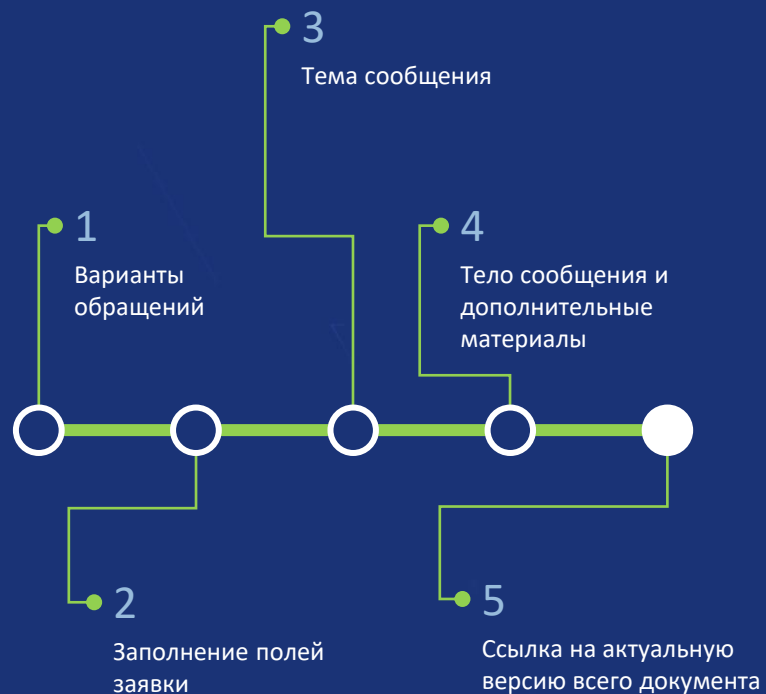 1
Варианты
обращений
2
Заполнение полей
заявки
3
Тема сообщения
4
Тело сообщения и
дополнительные
материалы
5
Ссылка на актуальную
версию всего документа